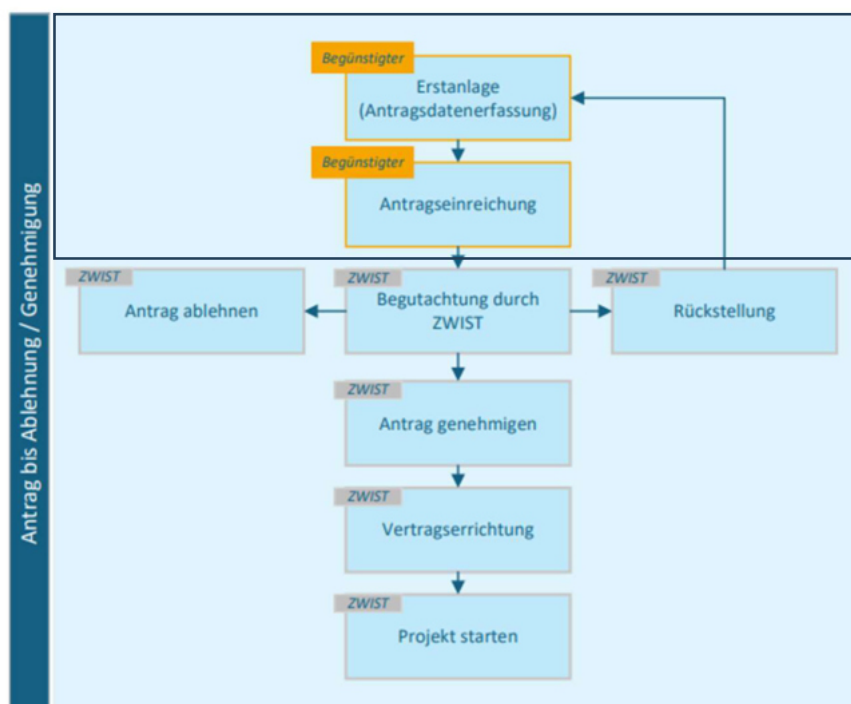 Antrag bis Ablehnung / Genehmigung
Begünstigter
Erstanlage
(Antragsdatenerfassung)
Begünstigter
Antragseinreichung
ZWIST
Antrag ablehnen
ZWIST
Begutachtung durch
ZWIST
ZWIST
Rückstellung
ZWIST
Antrag genehmigen
ZWIST
Vertragserrichtung
ZWIST
Projekt starten